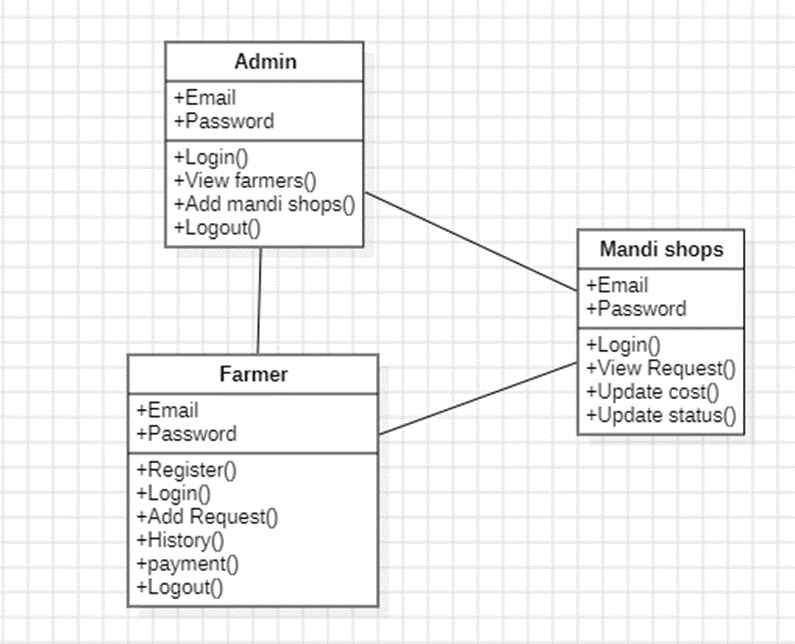 Admin
+Email
+Password
+Login()
+View farmers()
+Add mandi shops()
+Logout()
Mandi shops
+Email
+Password
+Login()
+View Request()
+Update cost()
+Update status()
Farmer
+Email
+Password
+Register()
+Login()
+Add Request()
+History()
+payment()
+Logout()